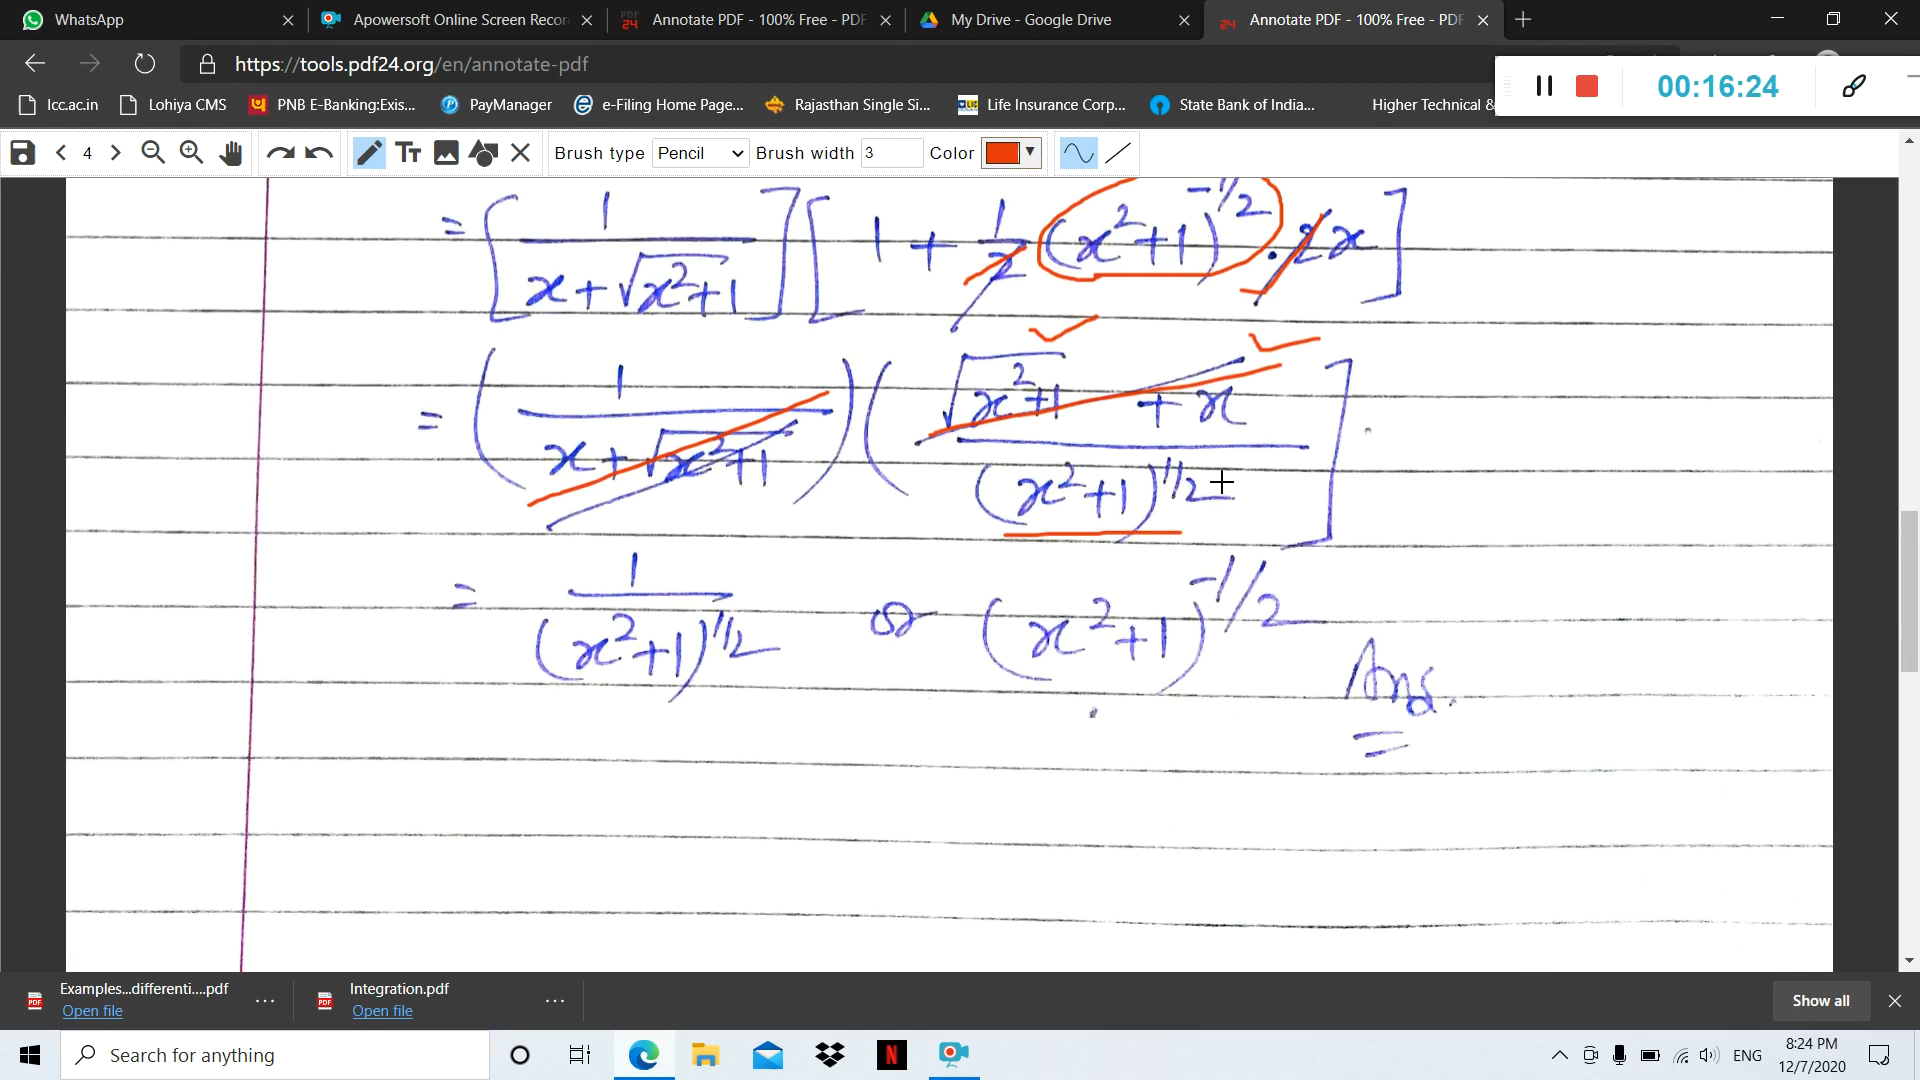 WhatsApp
Apowersoft Online Screen Recor
Annotate PDF - 100% Free - PDF
My Drive - Google Drive
Annotate PDF - 100% Free - PDF
https://tools.pdf24.org/en/annotate-pdf
00:16:24
lcc.ac.in
Lohiya CMS
PNB E-Banking:Exis...
PayManager
e-Filing Home Page...
Rajasthan Single Si...
Life Insurance Corp...
State Bank of India...
Higher Technical &
4
Brush type Pencil Brush width 3 Color
= [1/(x+√(x²+1))] [1 + 1/2 (x²+1)^(-1/2) . 2x]
= (1/(x+√(x²+1))) ((√(x²+1) + x)/(x²+1)^(1/2)]
= 1/(x²+1)^(1/2) or (x²+1)^(-1/2) Ans.
Examples...differenti....pdf
Open file
Integration.pdf
Open file
Show all
Search for anything
ENG
8:24 PM
12/7/2020